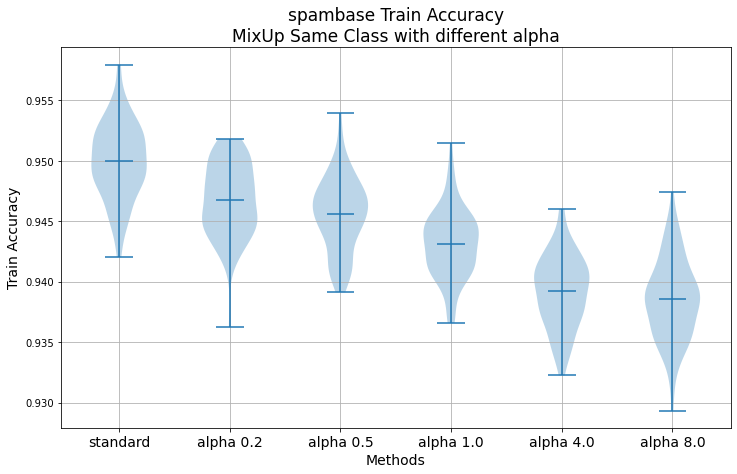 spambase Train Accuracy
MixUp Same Class with different alpha
Train Accuracy
0.955
0.950
0.945
0.940
0.935
0.930
standard alpha 0.2 alpha 0.5 alpha 1.0 alpha 4.0 alpha 8.0
Methods